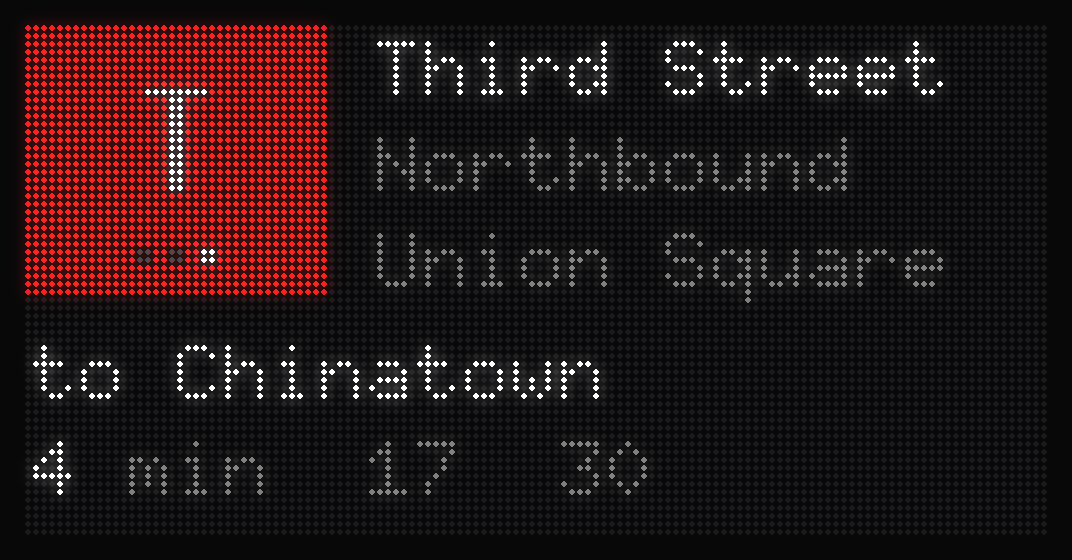 T
Third Street
Northbound
Union Square
to Chinatown
4 min 17 30